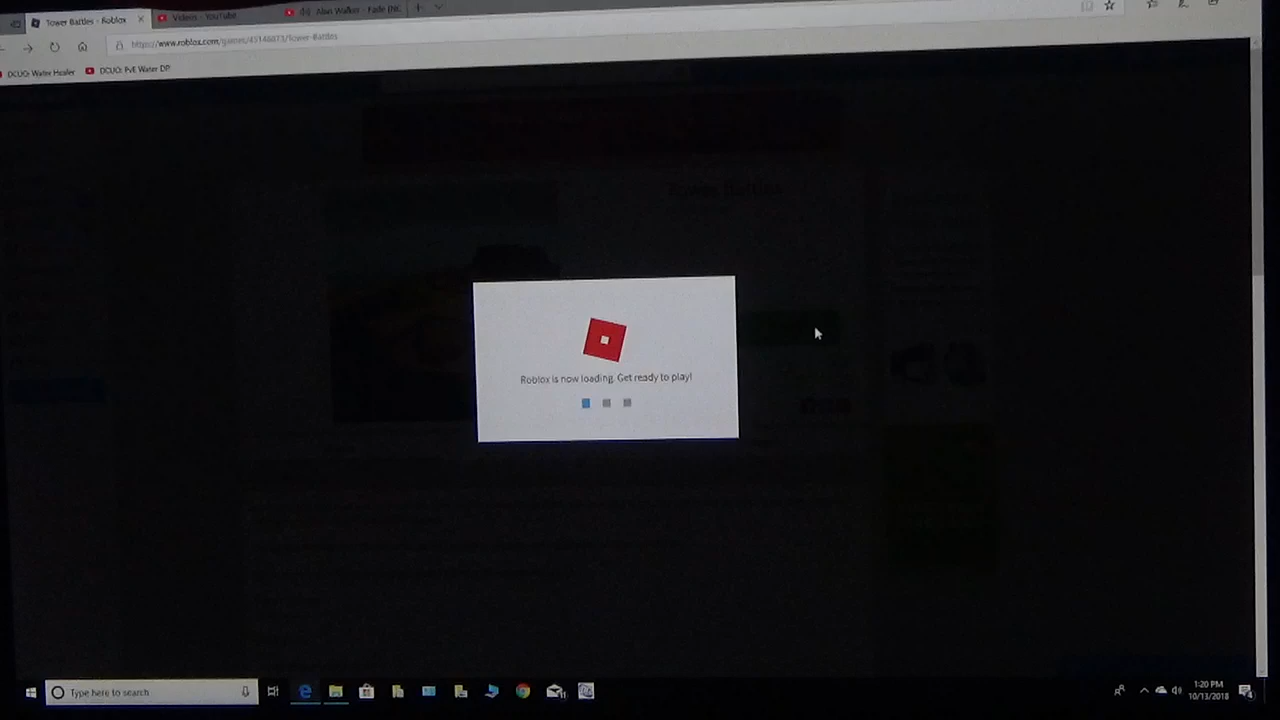 Tower Battles - Roblox
Videos - YouTube
Alan Walker - Fade [NC
https://www.roblox.com/games/45146873/Tower-Battles
DCUO: Water Healer
DCUO: PvE Water DP
Tower Battles
Roblox is now loading. Get ready to play!
Type here to search
1:20 PM
10/13/2018